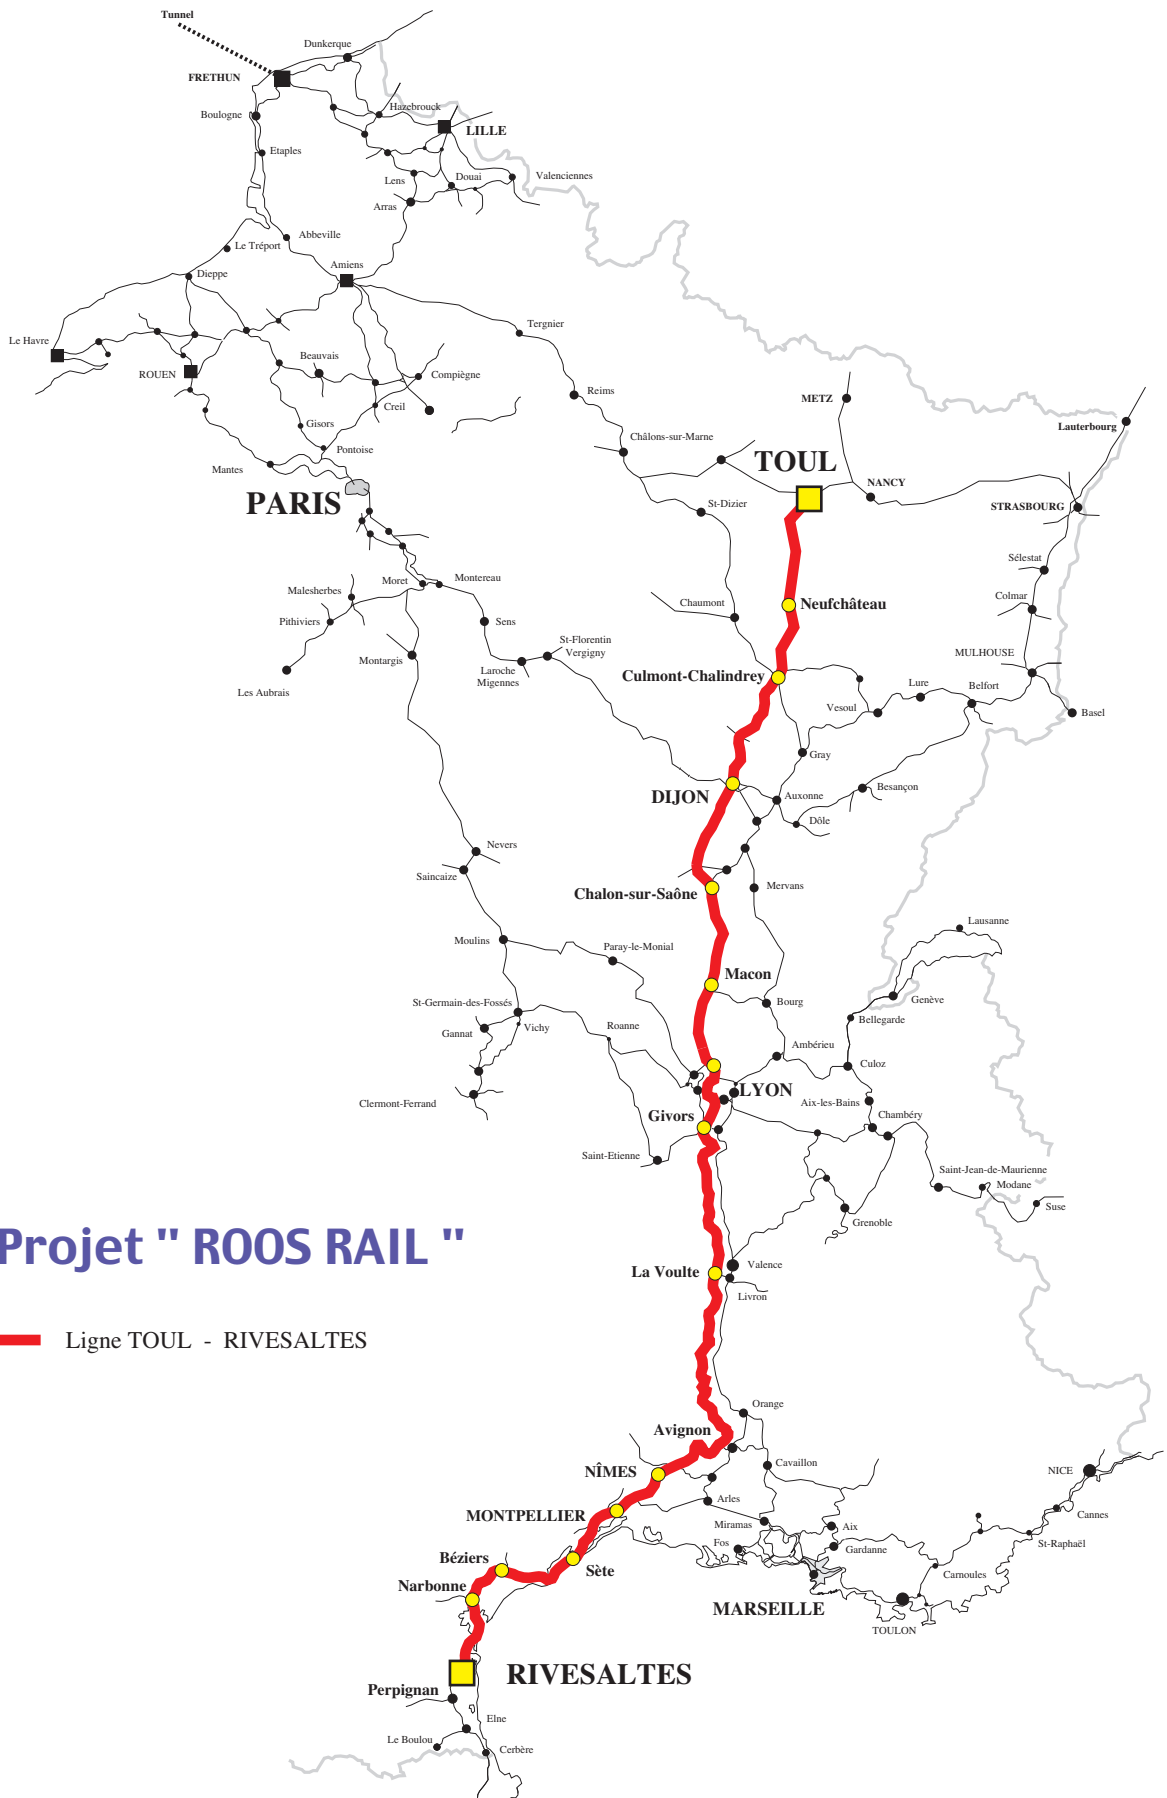 Tunnel
Dunkerque
FRETHUN
Hazebrouck
Boulogne
LILLE
Etaples
Lens
Douai
Valenciennes
Arras
Abbeville
Le Tréport
Amiens
Dieppe
Tergnier
Le Havre
ROUEN
Beauvais
Compiègne
Reims
METZ
Creil
Gisors
Lauterbourg
Châlons-sur-Marne
Pontoise
TOUL
Mantes
NANCY
PARIS
St-Dizier
STRASBOURG
Sélestat
Malesherbes
Moret
Montereau
Colmar
Chaumont
Neufchâteau
Pithiviers
Sens
St-Florentin
Vergigny
MULHOUSE
Montargis
Laroche
Migennes
Culmont-Chalindrey
Lure
Belfort
Les Aubrais
Vesoul
Basel
Gray
DIJON
Auxonne
Besançon
Dôle
Nevers
Saincaize
Chalon-sur-Saône
Mervans
Lausanne
Moulins
Paray-le-Monial
Macon
St-Germain-des-Fossés
Bourg
Genève
Gannat
Vichy
Roanne
Bellegarde
Ambérieu
Culoz
LYON
Clermont-Ferrand
Aix-les-Bains
Givors
Chambéry
Saint-Etienne
Saint-Jean-de-Maurienne
Modane
Suse
Grenoble
Projet " ROOS RAIL "
La Voulte
Valence
Livron
Ligne TOUL - RIVESALTES
Orange
Avignon
Cavaillon
NÎMES
NICE
Arles
MONTPELLIER
Miramas
Aix
Cannes
Fos
Gardanne
St-Raphaël
Béziers
Sète
Carnoules
Narbonne
MARSEILLE
TOULON
RIVESALTES
Perpignan
Elne
Le Boulou
Cerbère